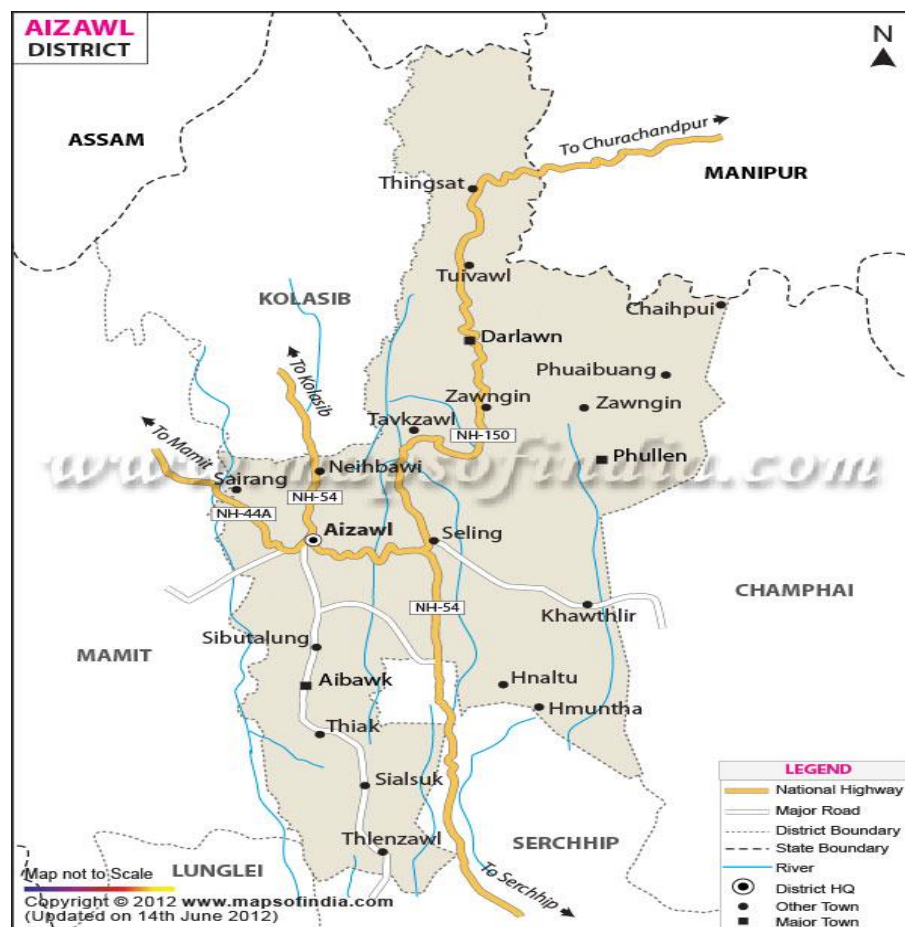 AIZAWL
DISTRICT
N
ASSAM
To Churachandpur
MANIPUR
Thingsat
Tuivawl
KOLASIB
Chaihpui
Darlawn
To Kolasib
Phuaibuang
Zawngin
Zawngin
Tavkzawl
To Mamit
NH-150
www.mapsofindia.com
Neihbawi
Phullen
Sairang
NH-54
NH-44A
Aizawl
Seling
CHAMPHAI
NH-54
Khawthlir
Sibutalung
MAMIT
Aibawk
Hnaltu
Hmuntha
Thiak
Sialsuk
SERCHHIP
Thlenzawl
LUNGLEI
To Serchhip
Map not to Scale
Copyright © 2012 www.mapsofindia.com
(Updated on 14th June 2012)
LEGEND
National Highway
Major Road
District Boundary
State Boundary
River
District HQ
Other Town
Major Town